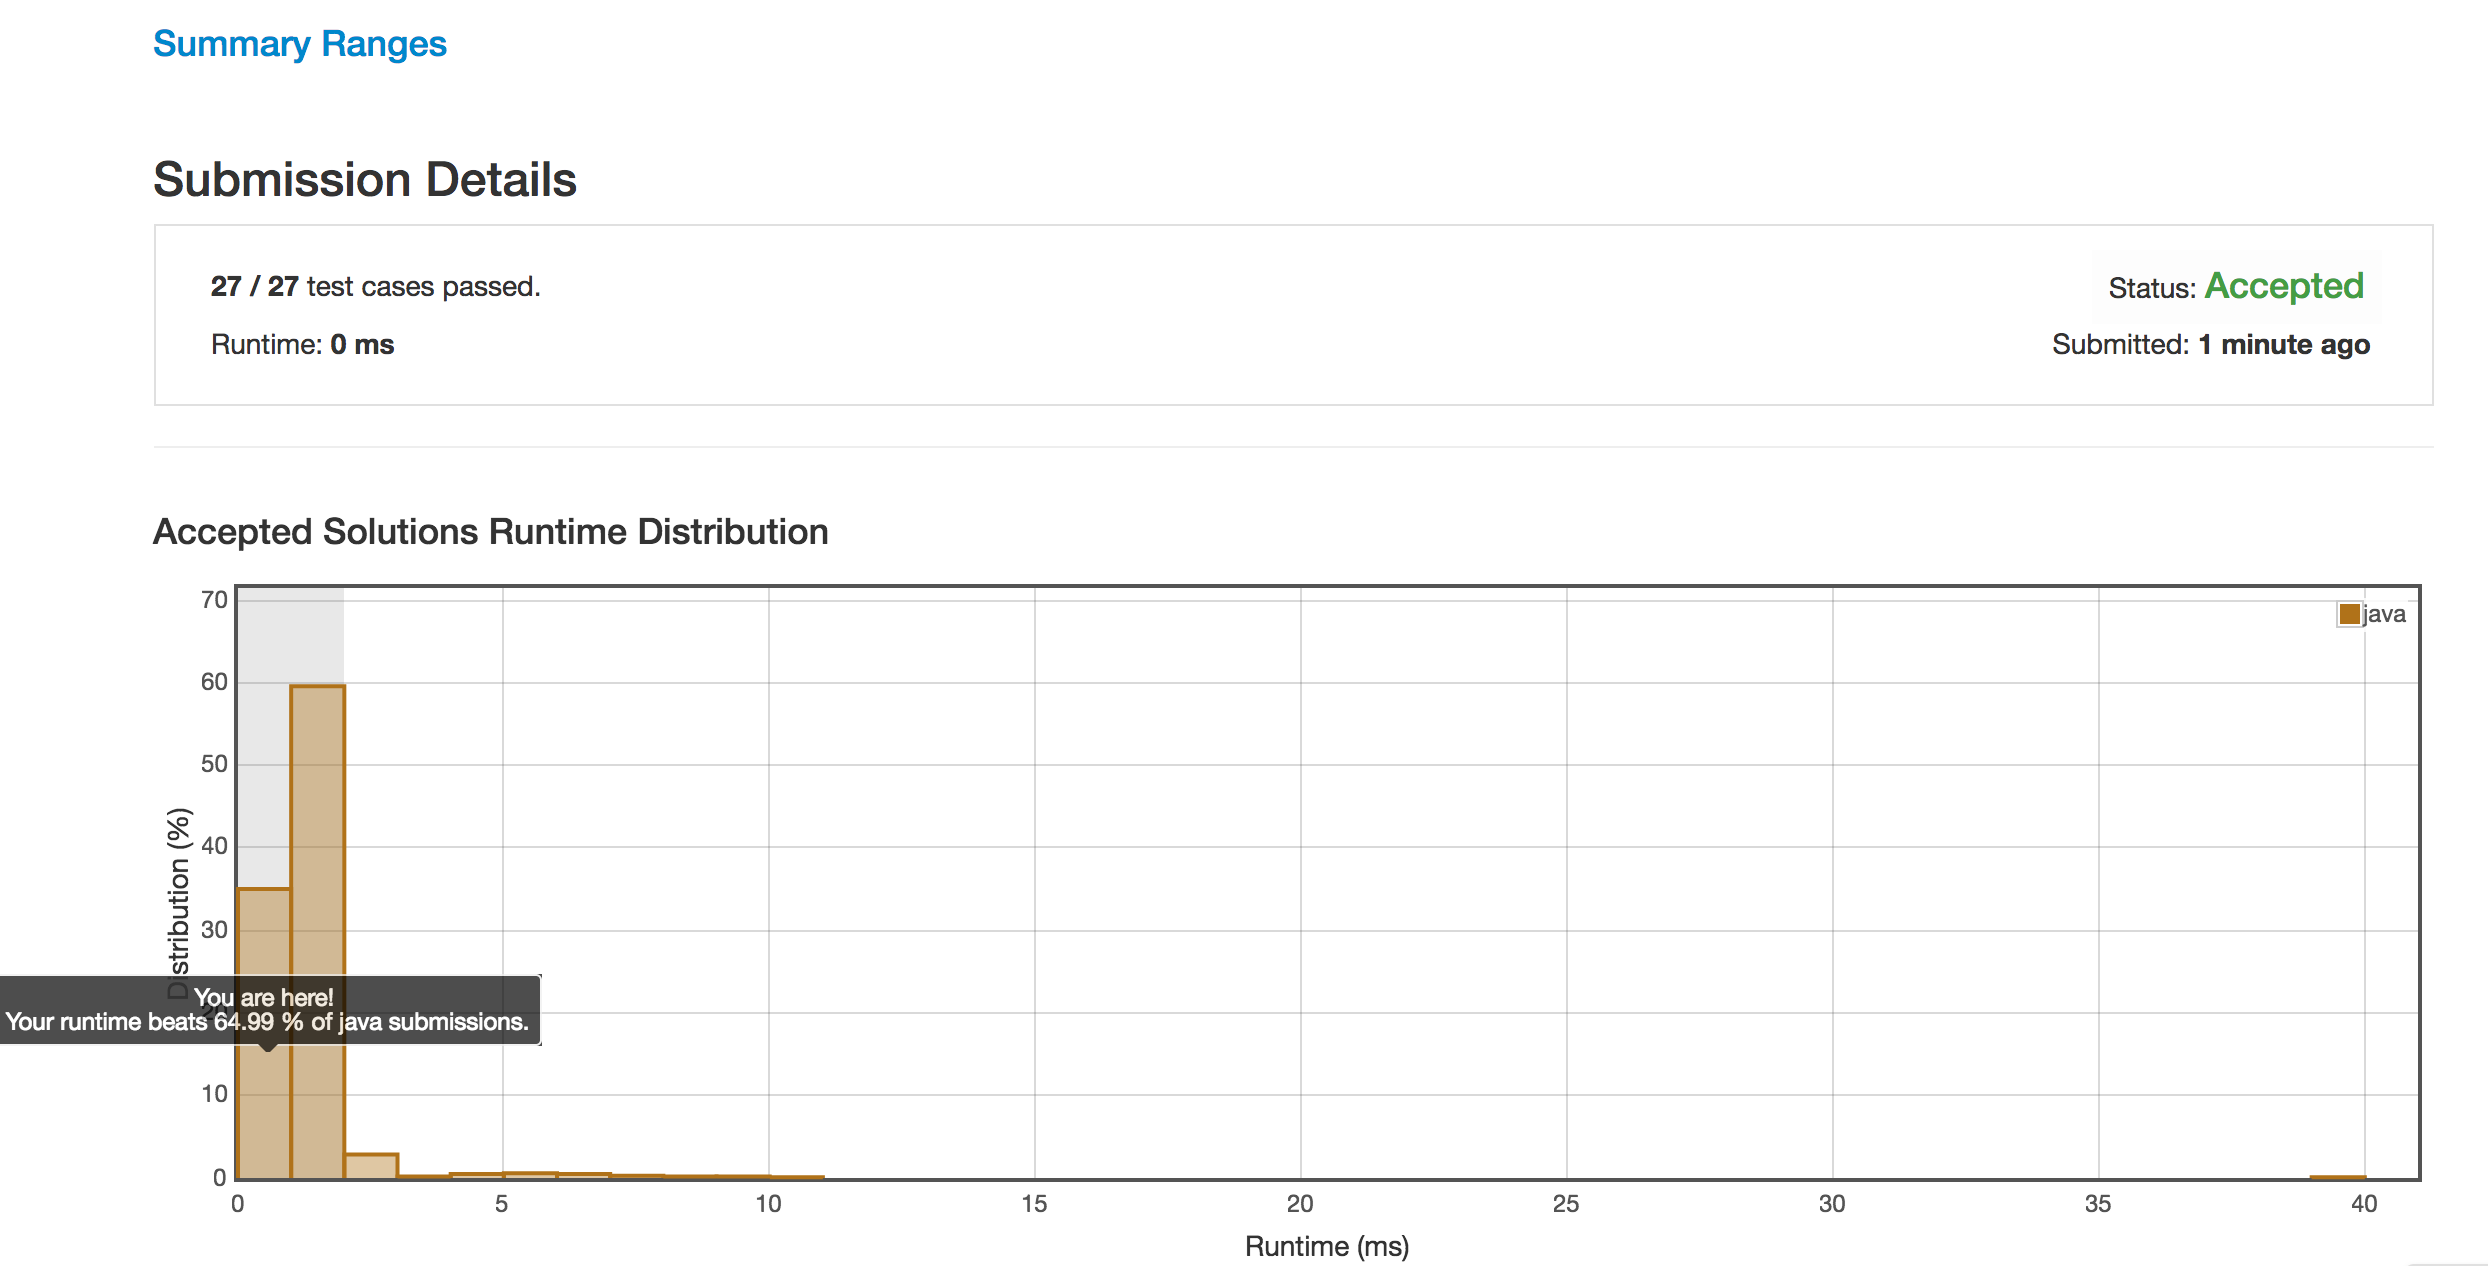 Summary Ranges
Submission Details
27 / 27 test cases passed.
Status: Accepted
Runtime: 0 ms
Submitted: 1 minute ago
Accepted Solutions Runtime Distribution
java
70
60
50
40
30
20
10
0
Distribution (%)
You are here!
Your runtime beats 64.99 % of java submissions.
0 5 10 15 20 25 30 35 40
Runtime (ms)